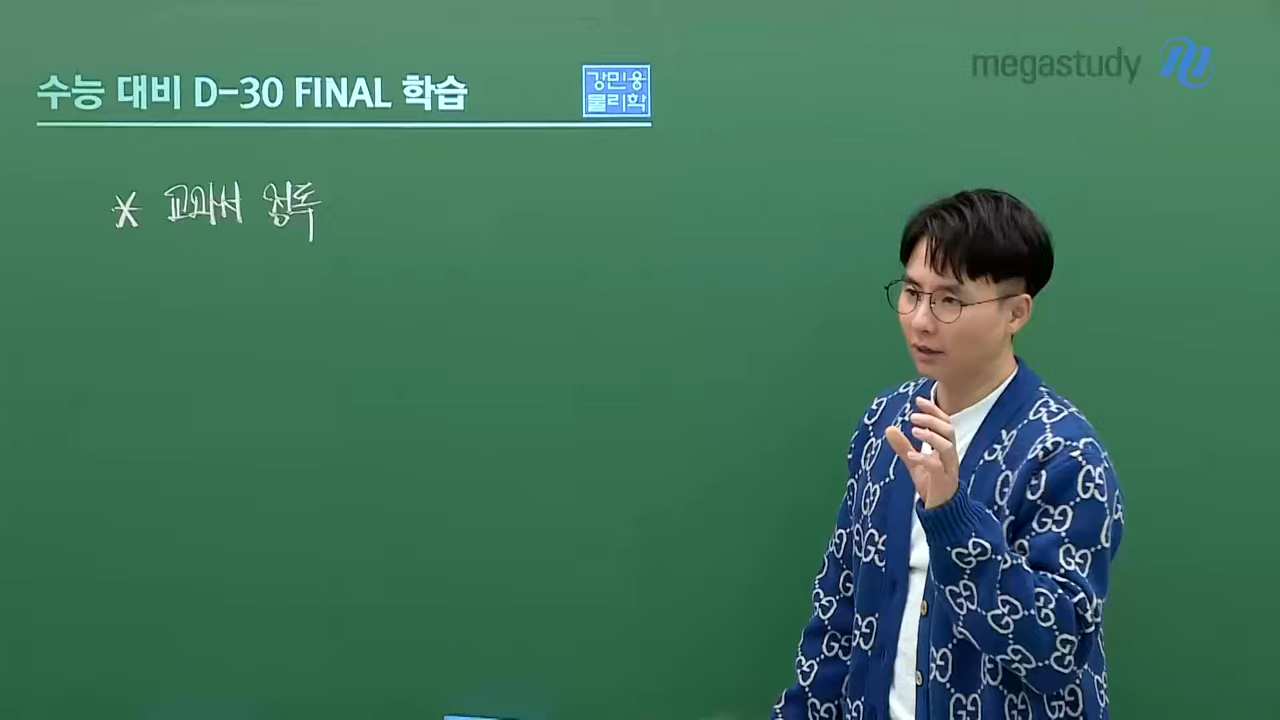 megastudy
수능 대비 D-30 FINAL 학습
강민웅
물리학
* 교과서 정독